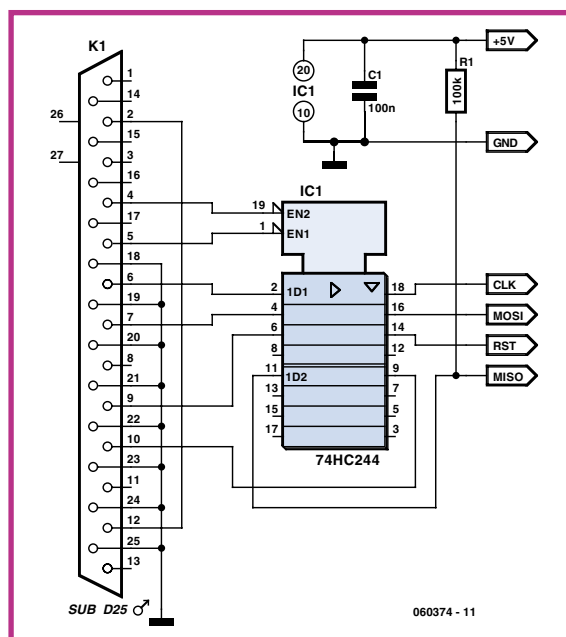 K1
1
14
2
26
15
27
3
16
4
17
5
18
6
19
7
20
8
21
9
22
10
23
11
24
12
25
13
SUB D25
+5V
R1
100k
20
C1
IC1
100n
10
GND
IC1
19
EN2
1
EN1
2
1D1
18
CLK
4
16
MOSI
6
14
RST
8
12
11
1D2
9
MISO
13
7
15
5
17
3
74HC244
060374 - 11